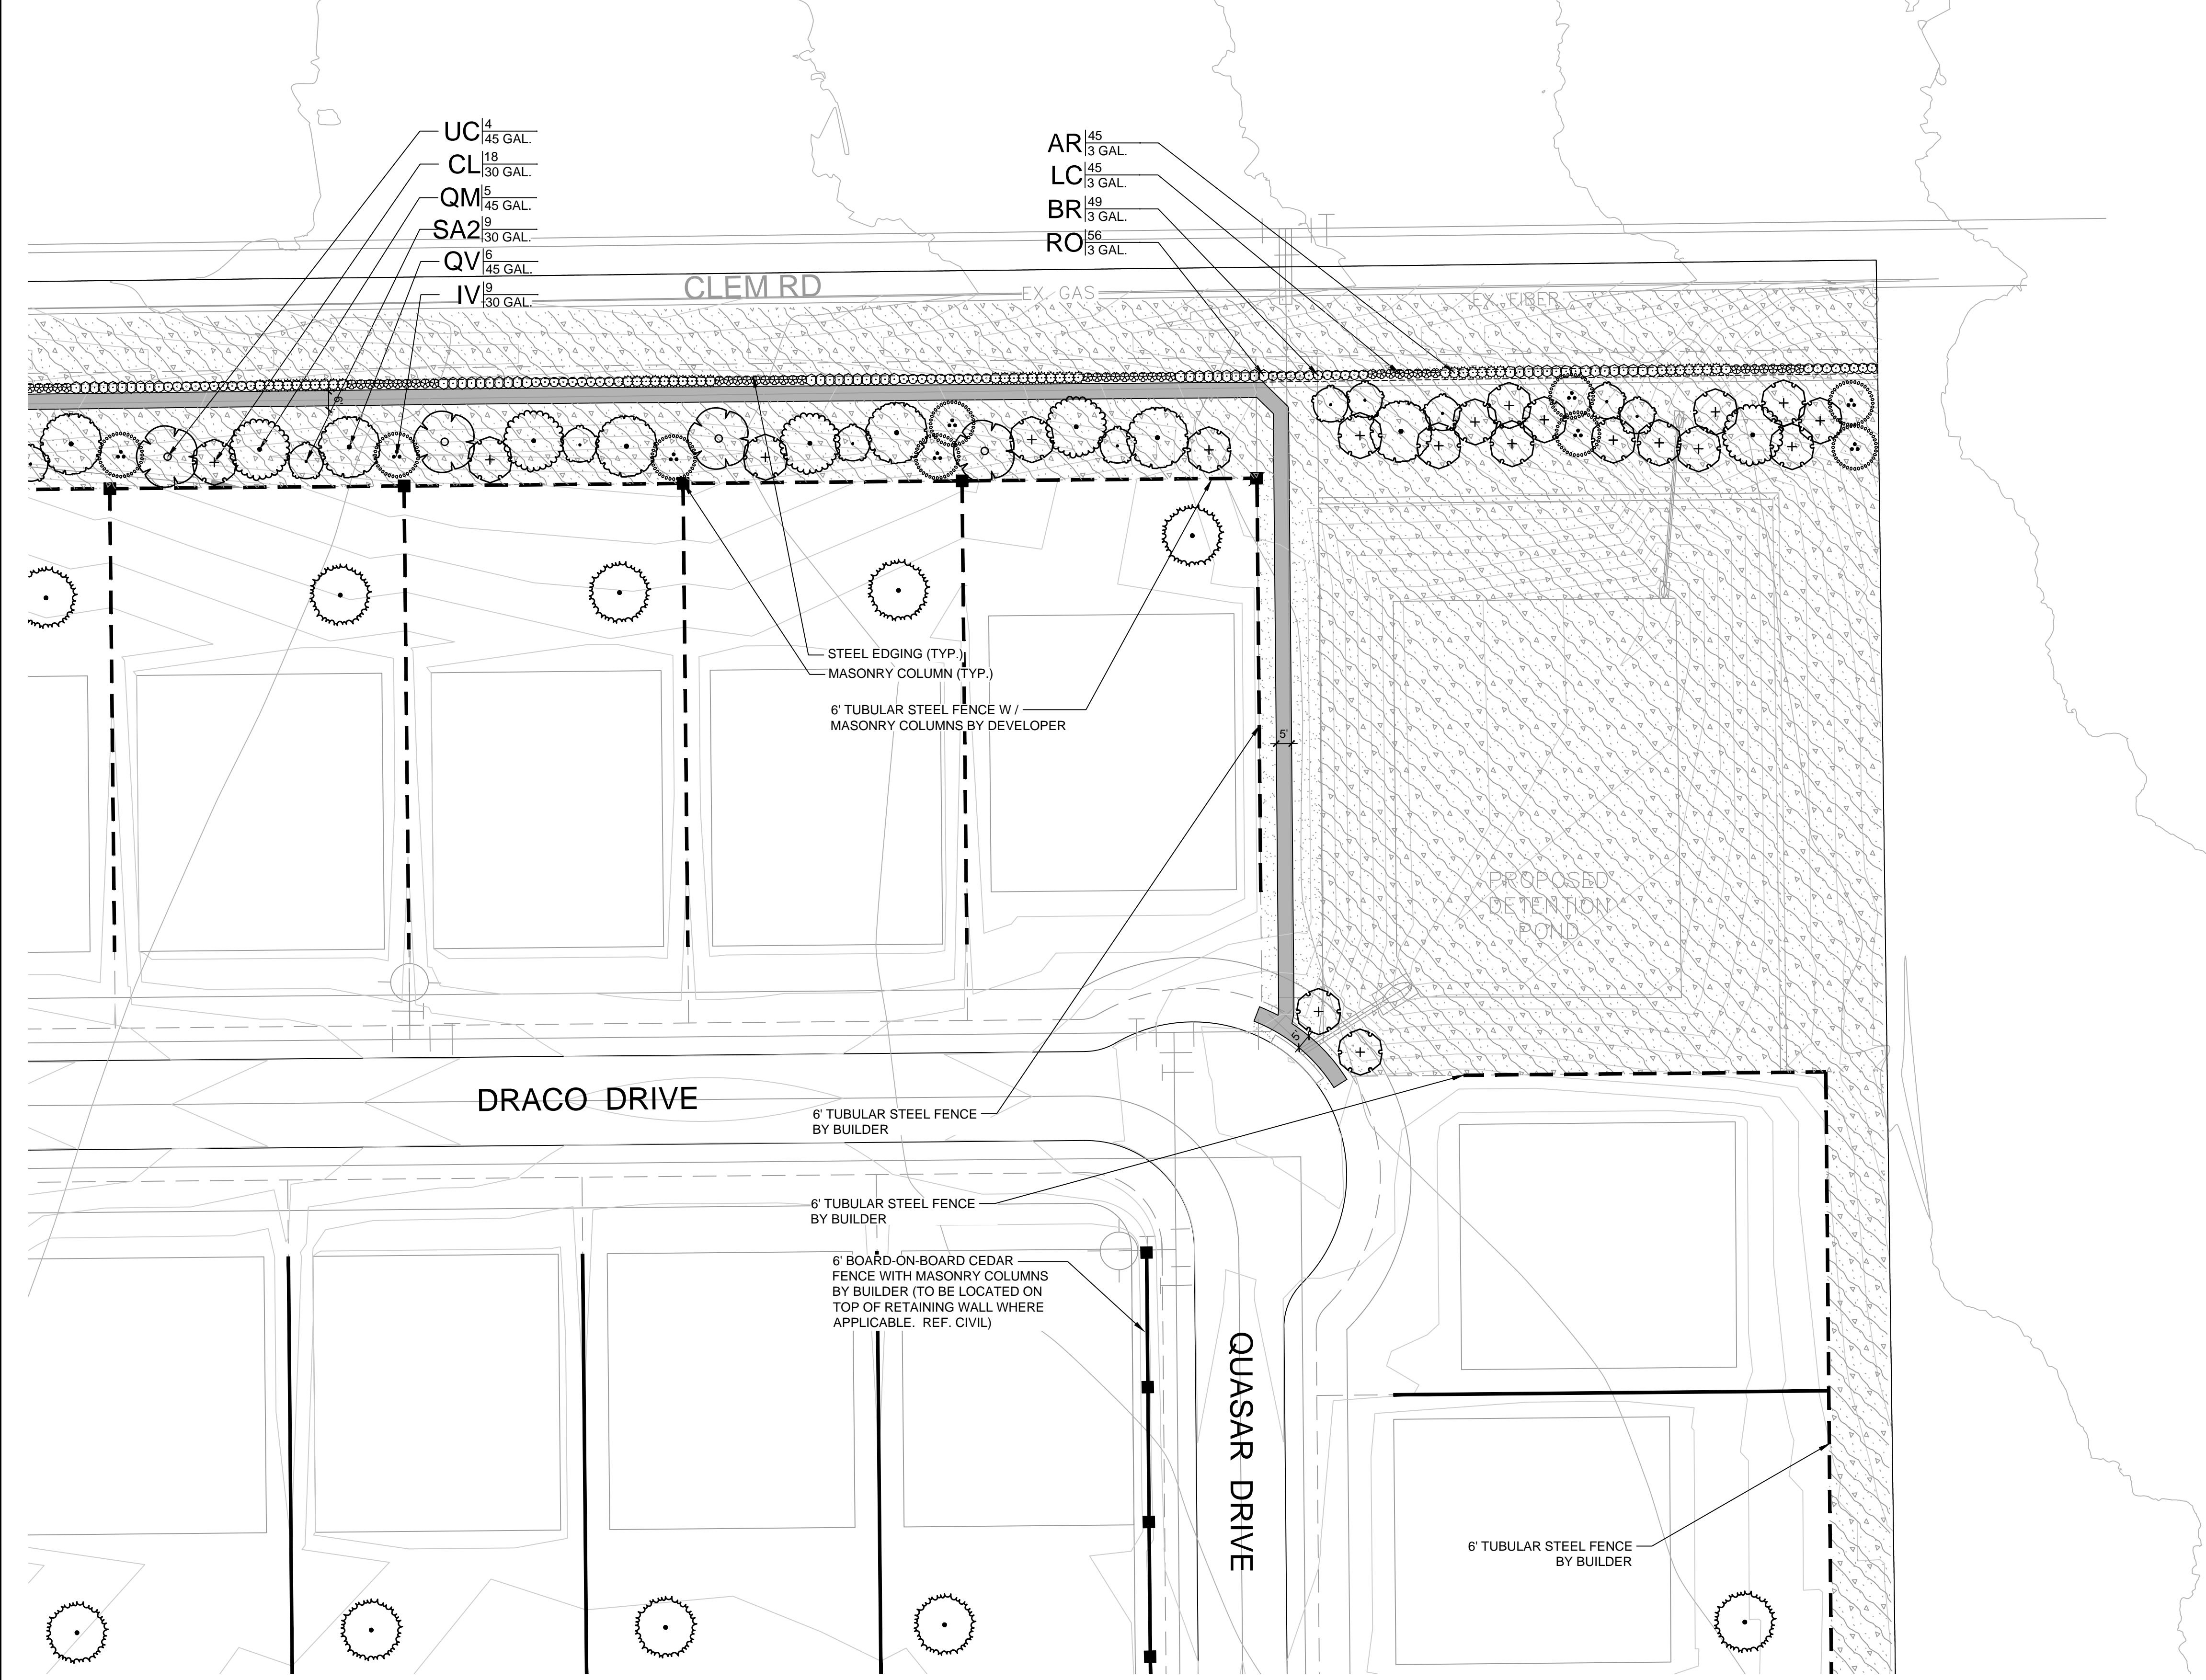 UC 4
45 GAL.
CL 18
30 GAL.
QM 5
45 GAL.
SA2 9
30 GAL.
QV 6
45 GAL.
IV 9
30 GAL.
AR 45
3 GAL.
LC 45
3 GAL.
BR 49
3 GAL.
RO 56
3 GAL.
CLEM RD
EX. GAS
EX. FIBER
6'
STEEL EDGING (TYP.)
MASONRY COLUMN (TYP.)
6' TUBULAR STEEL FENCE W /
MASONRY COLUMNS BY DEVELOPER
5'
PROPOSED
DETENTION
POND
5'
DRACO DRIVE
6' TUBULAR STEEL FENCE
BY BUILDER
6' TUBULAR STEEL FENCE
BY BUILDER
6' BOARD-ON-BOARD CEDAR
FENCE WITH MASONRY COLUMNS
BY BUILDER (TO BE LOCATED ON
TOP OF RETAINING WALL WHERE
APPLICABLE. REF. CIVIL)
QUASAR DRIVE
6' TUBULAR STEEL FENCE
BY BUILDER